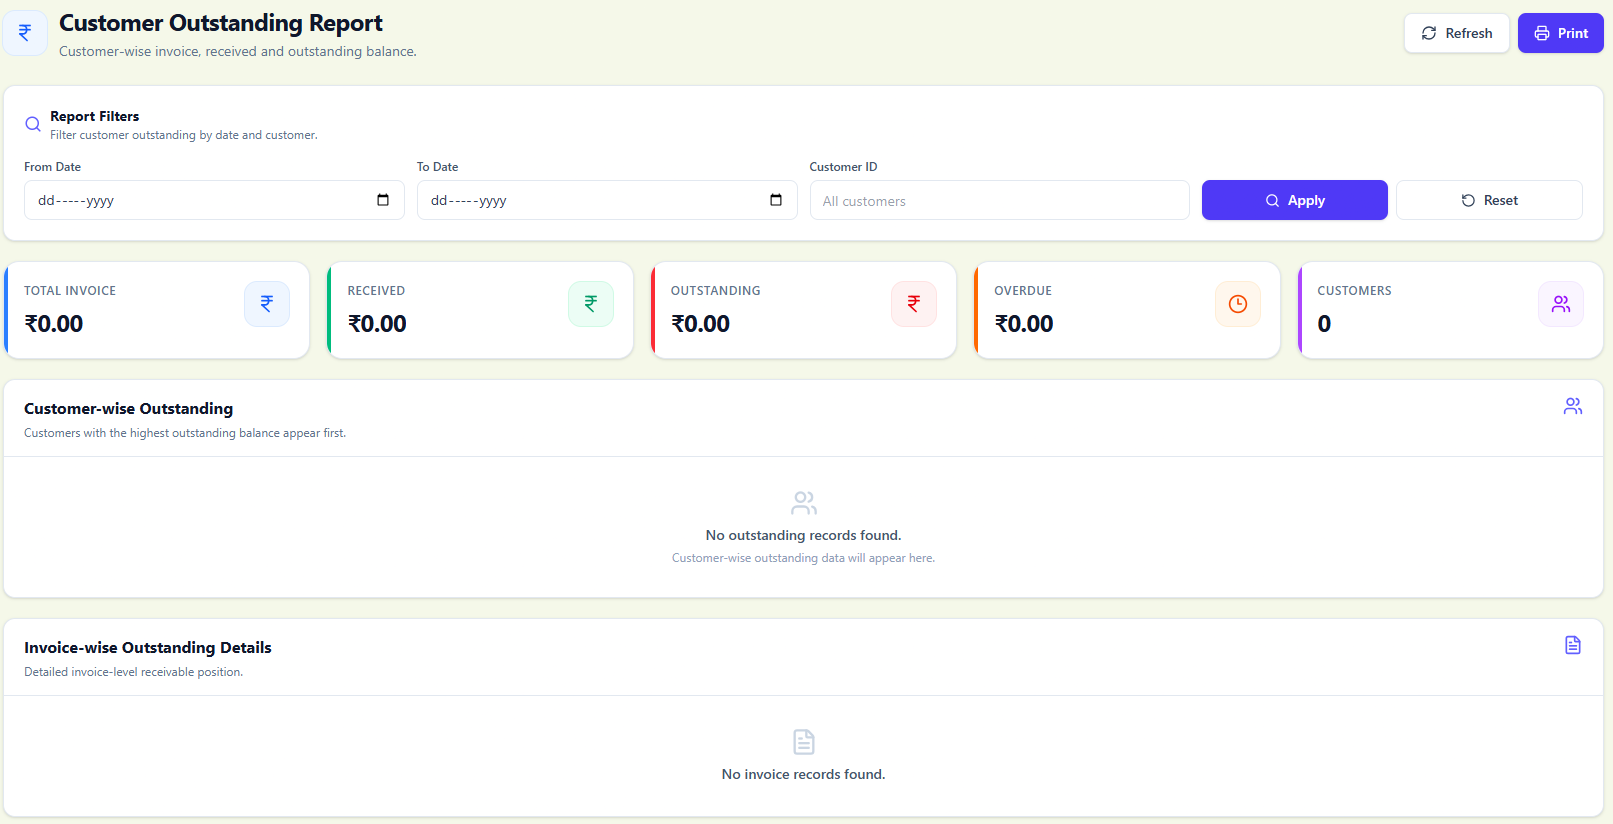 ₹
Customer Outstanding Report
Customer-wise invoice, received and outstanding balance.
Refresh
Print
Report Filters
Filter customer outstanding by date and customer.
From Date
To Date
Customer ID
dd-----yyyy
dd-----yyyy
All customers
Apply
Reset
TOTAL INVOICE
₹0.00
₹
RECEIVED
₹0.00
₹
OUTSTANDING
₹0.00
₹
OVERDUE
₹0.00
CUSTOMERS
0
Customer-wise Outstanding
Customers with the highest outstanding balance appear first.
No outstanding records found.
Customer-wise outstanding data will appear here.
Invoice-wise Outstanding Details
Detailed invoice-level receivable position.
No invoice records found.